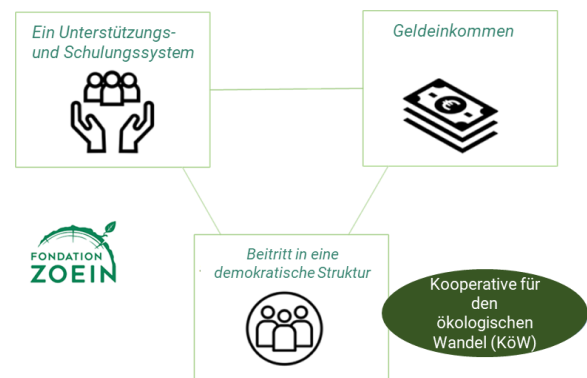 Ein Unterstützungs-
und Schulungssystem
Geldeinkommen
FONDATION
ZOEIN
Beitritt in eine
demokratische Struktur
Kooperative für
den
ökologischen
Wandel (KöW)